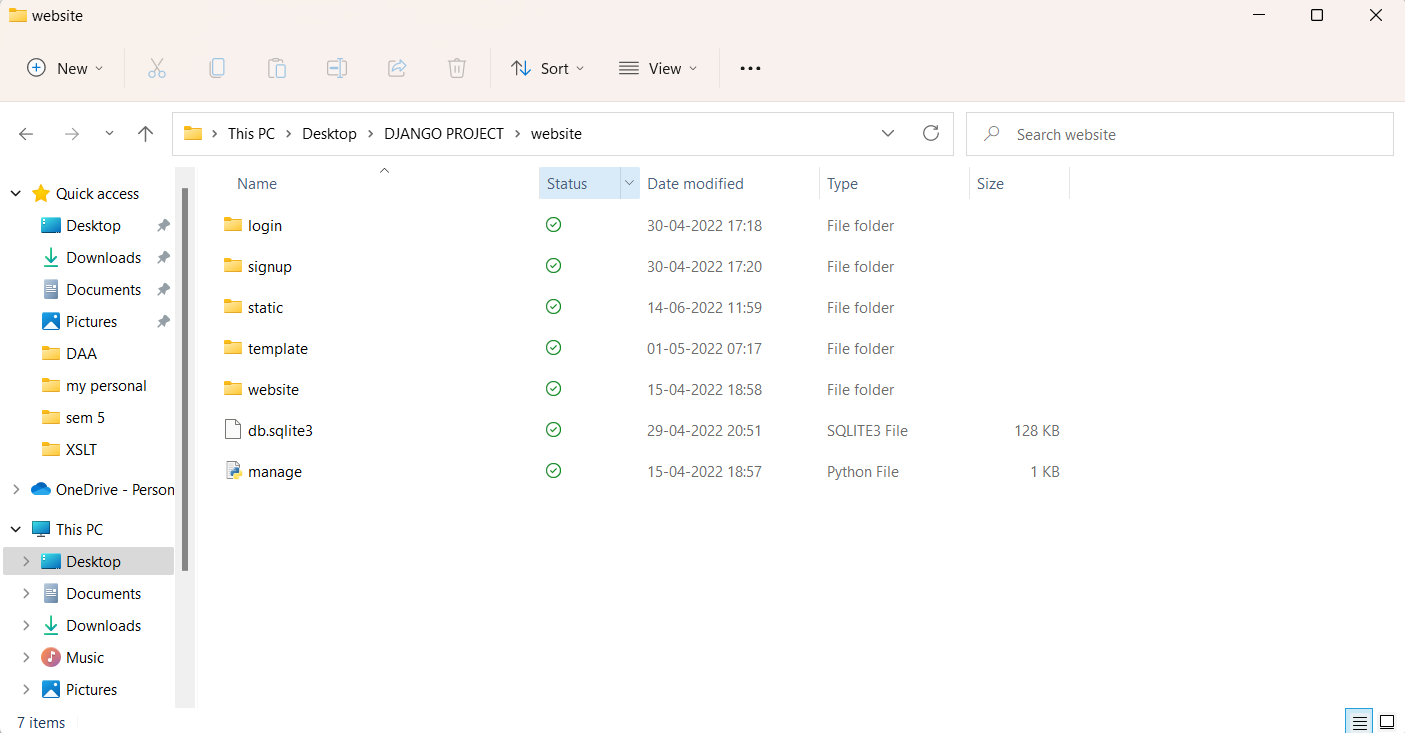 website
New Sort View
This PC Desktop DJANGO PROJECT website
Search website
Quick access
Desktop
Downloads
Documents
Pictures
DAA
my personal
sem 5
XSLT
OneDrive - Person
This PC
Desktop
Documents
Downloads
Music
Pictures
Name Status Date modified Type Size
login 30-04-2022 17:18 File folder
signup 30-04-2022 17:20 File folder
static 14-06-2022 11:59 File folder
template 01-05-2022 07:17 File folder
website 15-04-2022 18:58 File folder
db.sqlite3 29-04-2022 20:51 SQLITE3 File 128 KB
manage 15-04-2022 18:57 Python File 1 KB
7 items